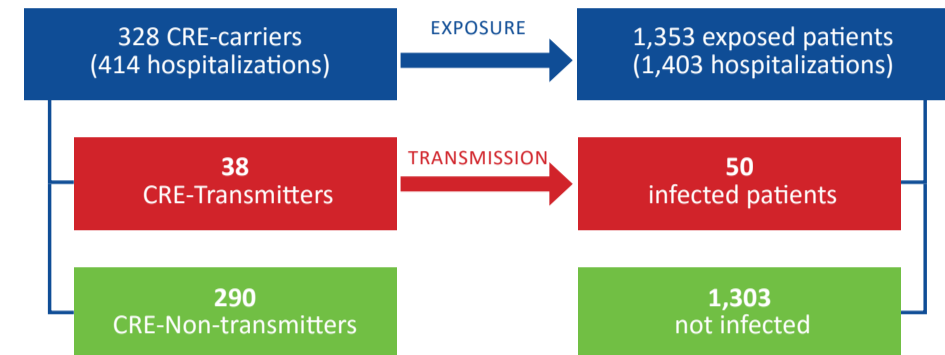 328 CRE-carriers
(414 hospitalizations)
EXPOSURE
1,353 exposed patients
(1,403 hospitalizations)
38
CRE-Transmitters
TRANSMISSION
50
infected patients
290
CRE-Non-transmitters
1,303
not infected